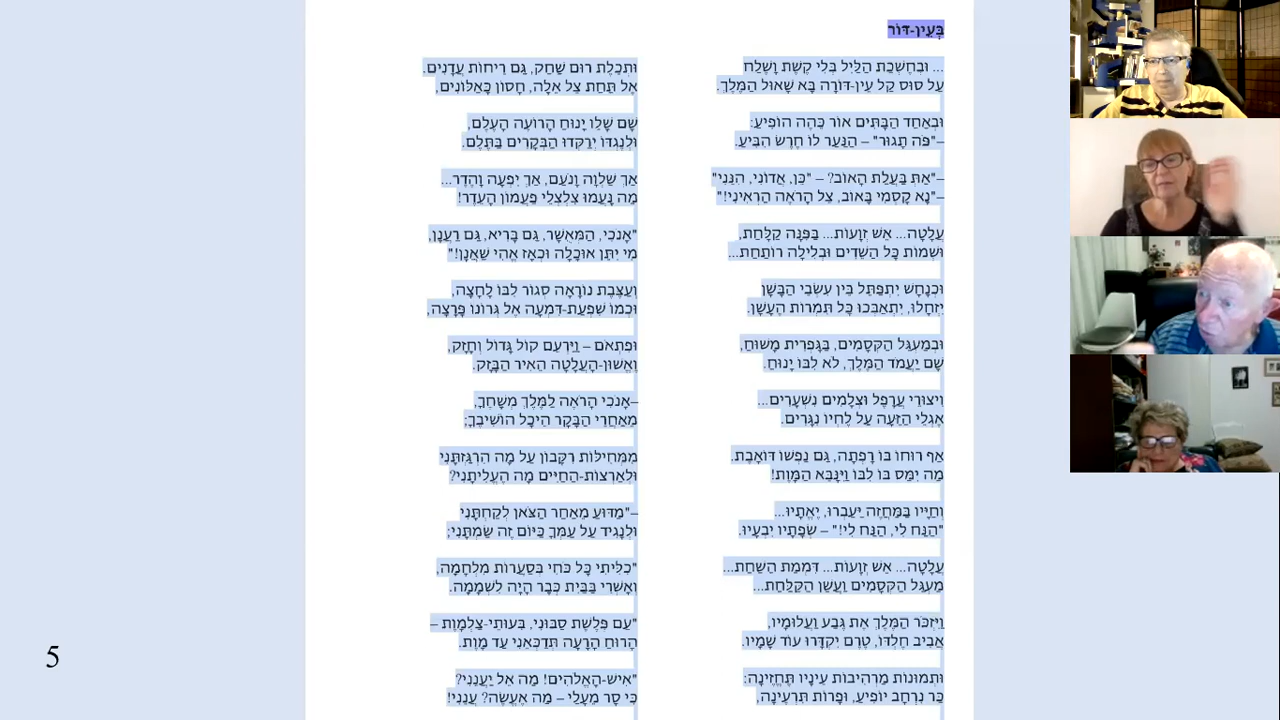 בְּעֵין-דּוֹר
... וּבְחֶשְׁכַת הַלֵּיל בְּלִי קֶשֶׁת וָשֶׁלַח
עַל סוּס קַל עֵין-דּוֹרָה בָּא שָׁאוּל הַמֶּלֶךְ.
וּבְאַחַד הַבָּתִּים אוֹר כֵּהֶה הוֹפִיעַ:
–"פֹּה תָגוּר" – הַנַּעַר לוֹ חֶרֶשׁ הִבִּיעַ.
–"אַתְּ בַּעֲלַת הָאוֹב? – "כֵּן, אֲדוֹנִי, הִנֵּנִי"
–"נָא קָסֳמִי בָּאוֹב, צֵל הָרֹאֶה הַרְאִינִי!"
עֲלָטָה... אֵשׁ זְוָעוֹת... בַּפִּנָּה קַלַּחַת,
וּשְׁמוֹת כָּל הַשֵּׁדִים וּבְלִילָה רוֹתַחַת...
וּכְנָחָשׁ יִתְפַּתֵּל בֵּין עִשְׂבֵי הַבָּשָׁן
יִזְחֲלוּ, יִתְאַבְּכוּ כָּל תִּמְרוֹת הֶעָשָׁן.
וּבְמַעְגַּל הַקְּסָמִים, בַּגָּפְרִית מָשׁוּחַ,
שָׁם יַעֲמֹד הַמֶּלֶךְ, לֹא לִבּוֹ יָנוּחַ.
וִיצוּרֵי עֲרָפֶל וּצְלָמִים נִשְׂעָרִים...
אֶגְלֵי הַזֵּעָה עַל לְחָיָיו נִגָּרִים.
אַף רוּחוֹ בּוֹ רָפְתָה, גַּם נַפְשׁוֹ דּוֹאֶבֶת.
מַה יִּמַּס בּוֹ לִבּוֹ וַיְּנַבֵּא הַמָּוֶת!
וְחַיָּיו בַּמַּחֲזֶה יַעַבְרוּ, יֶאֱתָיוּ...
"הַנַּח לִי, הַנַּח לִי!" – שְׂפָתָיו יִבְעָיוּ.
עֲלָטָה... אֵשׁ זְוָעוֹת... דִּמְמַת הַשַּׁחַת...
מַעְגַּל הַקְּסָמִים וַעֲשַׁן הַקַּלַּחַת...
וַיִּזְכֹּר הַמֶּלֶךְ אֶת גֶּבַע וַעֲלוּמָיו,
אֲבִיב חֶלְדּוֹ, טֶרֶם יִקְדְּרוּ עוֹד שָׁמָיו.
וּתְמוּנוֹת מַרְהִיבוֹת עֵינָיו תֶּחֱזֶינָה:
כַּר נִרְחָב יוֹפִיעַ, וּפָרוֹת תִּרְעֶינָה,
וּתְכֵלֶת רוּם שַׁחַק, גַּם רֵיחוֹת עֲדָנִים.
אֶל תַּחַת צֵל אֵלָה, חָסוֹן כָּאַלּוֹנִים,
שָׁם שָׁלֵו יָנוּחַ הָרוֹעֶה הָעֶלֶם,
וּלְנֶגְדּוֹ יְרַקְּדוּ הַבְּקָרִים בַּתֶּלֶם.
אַךְ שַׁלְוָה וָנֹעַם, אַךְ יִפְעָה וָהֶדֶר...
מַה נָּעֲמוּ צִלְצְלֵי פַּעֲמוֹן הָעֵדֶר!
"אָנֹכִי, הַמְאֻשָּׁר, גַּם בָּרִיא, גַּם רַעֲנָן,
מִי יִתֵּן אוּכָלָה וּכְאָז אֱהִי שַׁאֲנָן!"
וְעַצֶּבֶת נוֹרָאָה סְגוֹר לִבּוֹ לָחָצָה,
וּכְמוֹ שִׁפְעַת-דִּמְעָה אֶל גְּרוֹנוֹ פָּרָצָה,
וּפִתְאֹם – וַיִּרְעַם קוֹל גָּדוֹל וְחָזָק,
וֶאֱשׁוּן-הָעֲלָטָה הֵאִיר הַבָּזָק.
–אָנֹכִי הָרֹאֶה לַמֶּלֶךְ מְשָׁחֲךָ,
מֵאַחֲרֵי הַבָּקָר הֵיכָל הוֹשִׁיבְךָ;
מִמְּחִילוֹת רִקָּבוֹן עַל מָה הִרְגַּזְתַּנִי
וּלְאַרְצוֹת-הַחַיִּים מָה הֶעֱלִיתָנִי?
–"מַדּוּעַ מֵאַחַר הַצֹּאן לְקַחְתַּנִי
וּלְנָגִיד עַל עַמְּךָ כַּיּוֹם זֶה שַׂמְתָּנִי;
"כִּלִּיתִי כָּל כֹּחִי בְּסַעֲרוֹת מִלְחָמָה,
וְאָשְׁרִי בַּבַּיִת כְּבָר הָיָה לִשְׁמָמָה.
"עַם פְּלֶשֶׁת סַבּוּנִי, בִּעוּתֵי-צַלְמָוֶת –
הָרוּחַ הָרָעָה תְּדַכְּאֵנִי עַד מָוֶת.
"אִישׁ-הָאֱלֹהִים! מָה אֵל יַעֲנֵנִי?
כִּי סָר מֵעָלַי – מָה אֶעֱשֶׂה? עֲנֵנִי!
5